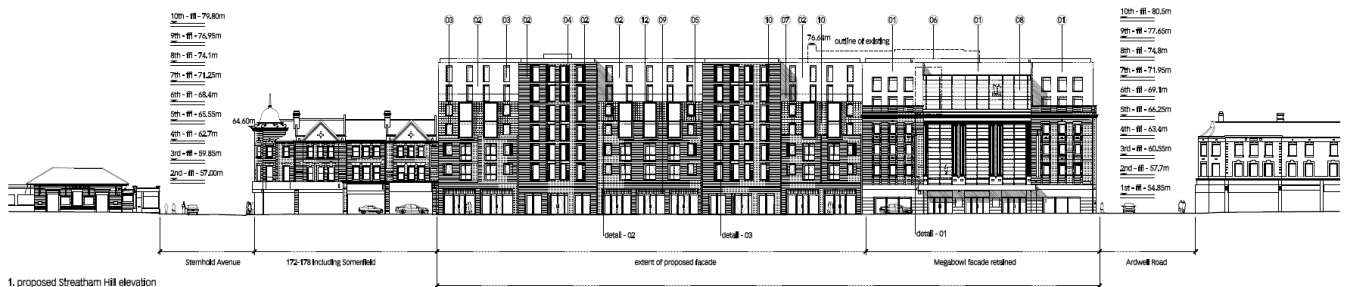 10th - ffl - 79.80m
9th - ffl - 76.95m
8th - ffl - 74.1m
7th - ffl - 71.25m
6th - ffl - 68.4m
5th - ffl - 65.55m
4th - ffl - 62.7m
3rd - ffl - 59.85m
2nd - ffl - 57.00m
64.60m
03 02 03 02 04 02 02 12 09 05 10 07 02 10 01 06 01 08 01
76.64m outline of existing
10th - ffl - 80.5m
9th - ffl - 77.65m
8th - ffl - 74.8m
7th - ffl - 71.95m
6th - ffl - 69.1m
5th - ffl - 66.25m
4th - ffl - 63.4m
3rd - ffl - 60.55m
2nd - ffl - 57.7m
1st - ffl - 54.85m
detail - 02 detail - 03 detail - 01
Sternhold Avenue 172-178 including Somerfield extent of proposed facade Megabowl facade retained Ardwell Road
1. proposed Streatham Hill elevation